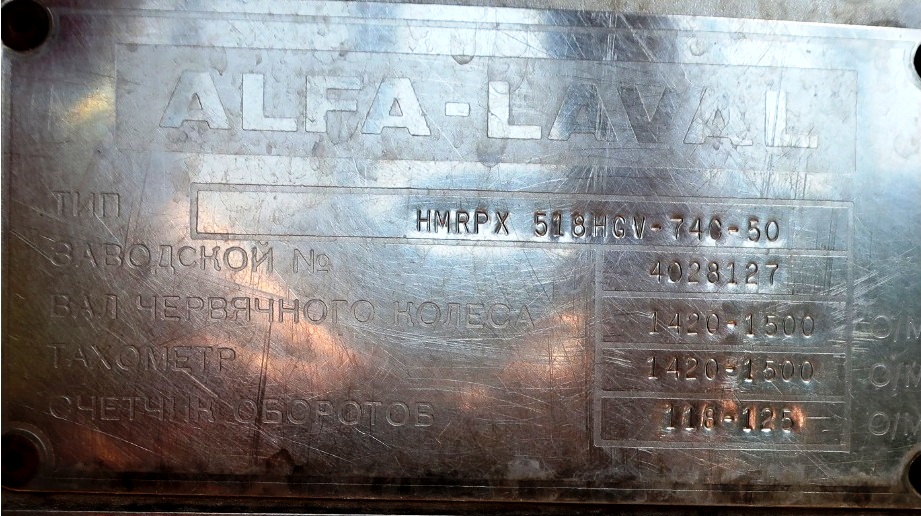 ALFA-LAVAL
ТИП HMRPX 518HGV-74C-50
ЗАВОДСКОЙ № 4028127
ВАЛ ЧЕРВЯЧНОГО КОЛЕСА 1420-1500 О/М
ТАХОМЕТР 1420-1500 О/М
СЧЕТЧИК ОБОРОТОВ 118-125 О/М